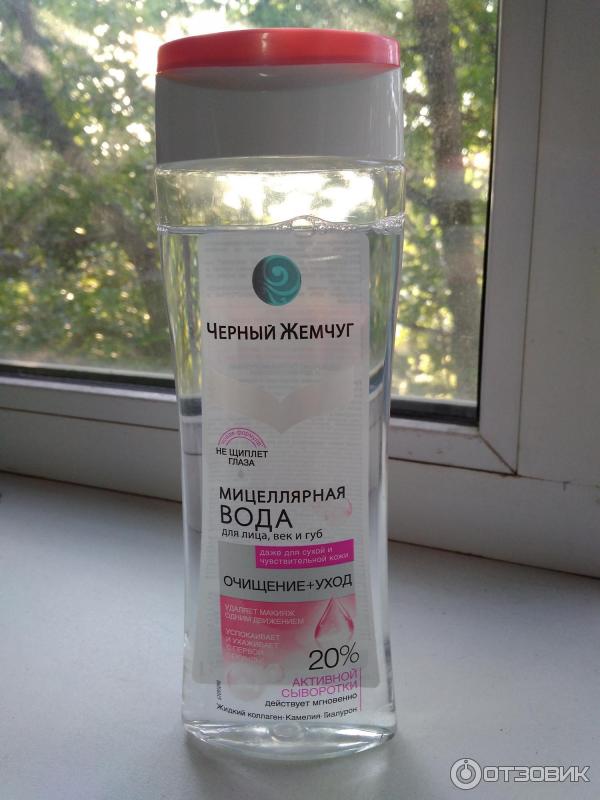 ЧЕРНЫЙ ЖЕМЧУГ
НЕ ЩИПЛЕТ
ГЛАЗА
МИЦЕЛЛЯРНАЯ
ВОДА
для лица, век и губ
даже для сухой и
чувствительной кожи
ОЧИЩЕНИЕ+УХОД
УДАЛЯЕТ МАКИЯЖ
ОДНИМ ДВИЖЕНИЕМ
УСПОКАИВАЕТ
И УХАЖИВАЕТ
С ПЕРВОЙ
20%
АКТИВНОЙ
СЫВОРОТКИ
действует мгновенно
Жидкий коллаген·Камелия·Гиалурон
ОТЗОВИК